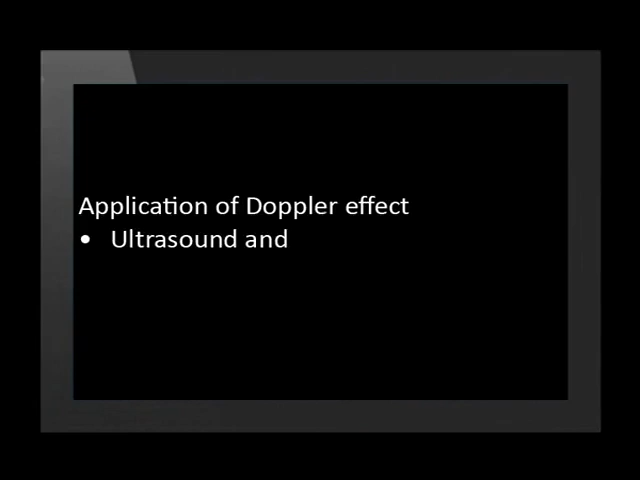 Application of Doppler effect
• Ultrasound and